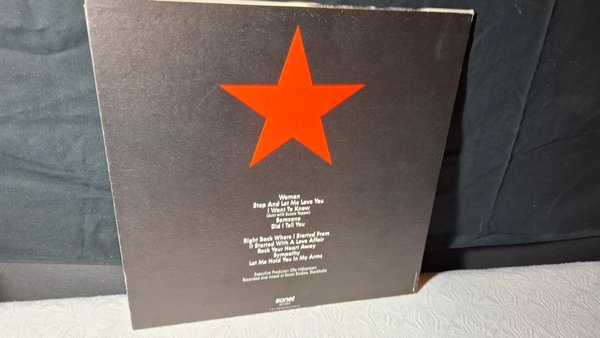 Woman
Stop And Let Me Love You
I Want To Know
Someone
Did I Tell You
Right Back Where I Started From
It Started With A Love Affair
Rock Your Heart Away
Sympathy
Let Me Hold You In My Arms
Executive Producer: Ola Håkansson
Recorded and mixed at Sonet Studios, Stockholm
sonet